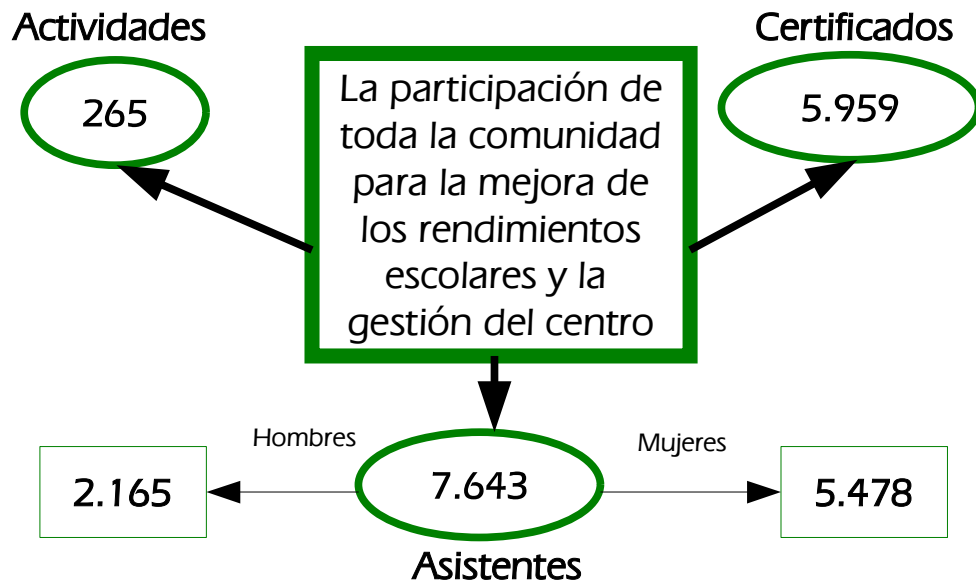 Actividades
265
Certificados
5.959
La participación de
toda la comunidad
para la mejora de
los rendimientos
escolares y la
gestión del centro
Hombres
Mujeres
2.165
7.643
5.478
Asistentes